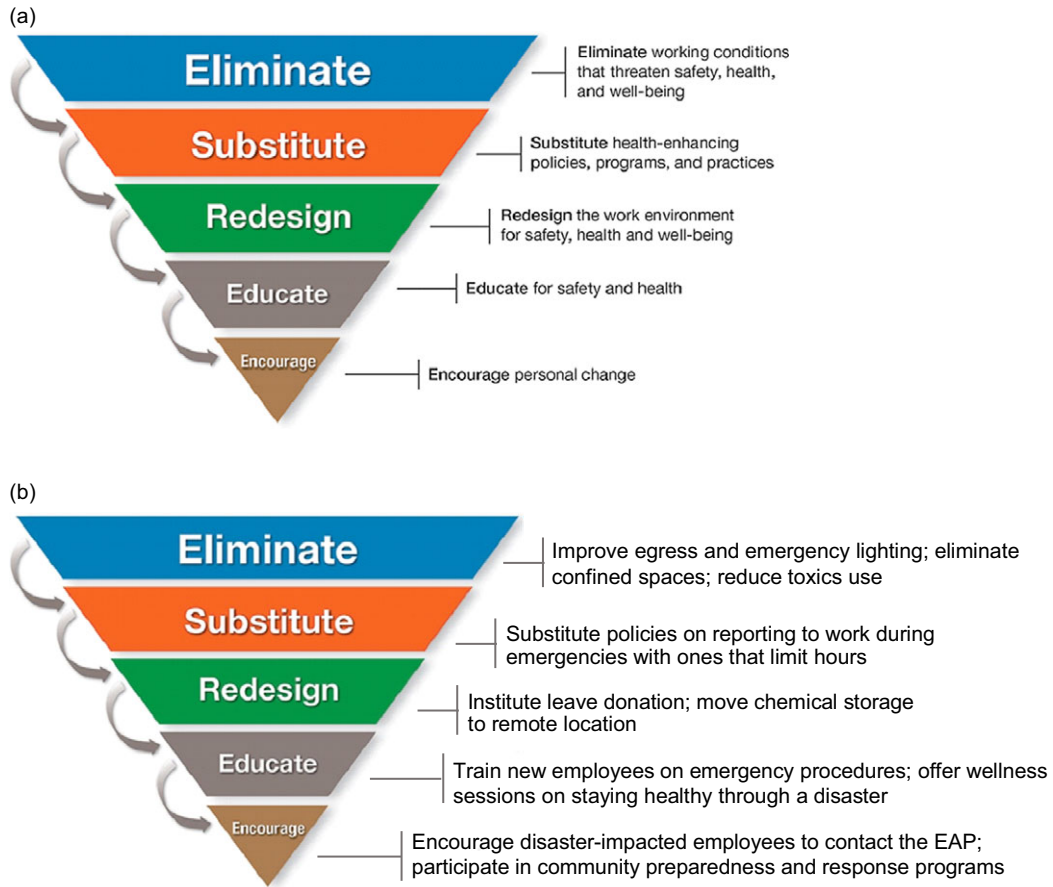 (a)
Eliminate
Eliminate working conditions
that threaten safety, health,
and well-being
Substitute
Substitute health-enhancing
policies, programs, and practices
Redesign
Redesign the work environment
for safety, health and well-being
Educate
Educate for safety and health
Encourage
Encourage personal change
(b)
Eliminate
Improve egress and emergency lighting; eliminate
confined spaces; reduce toxics use
Substitute
Substitute policies on reporting to work during
emergencies with ones that limit hours
Redesign
Institute leave donation; move chemical storage
to remote location
Educate
Train new employees on emergency procedures; offer wellness
sessions on staying healthy through a disaster
Encourage
Encourage disaster-impacted employees to contact the EAP;
participate in community preparedness and response programs